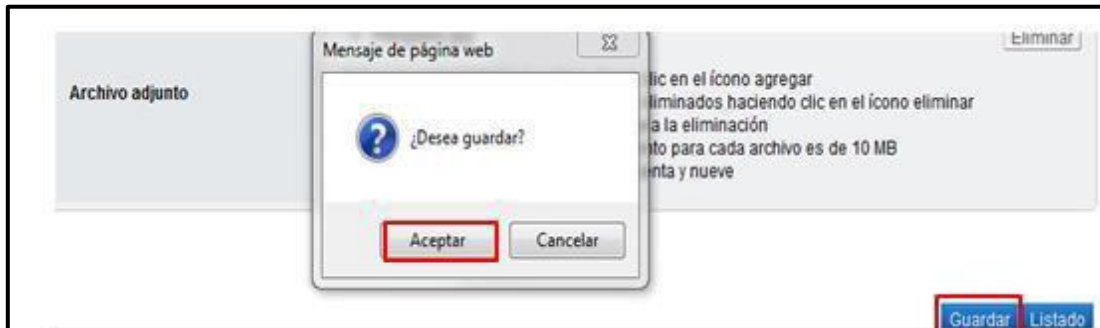 Eliminar
Mensaje de página web
Archivo adjunto
lic en el ícono agregar
liminados haciendo clic en el ícono eliminar
a la eliminación
to para cada archivo es de 10 MB
enta y nueve
¿Desea guardar?
Aceptar Cancelar
Guardar Listado